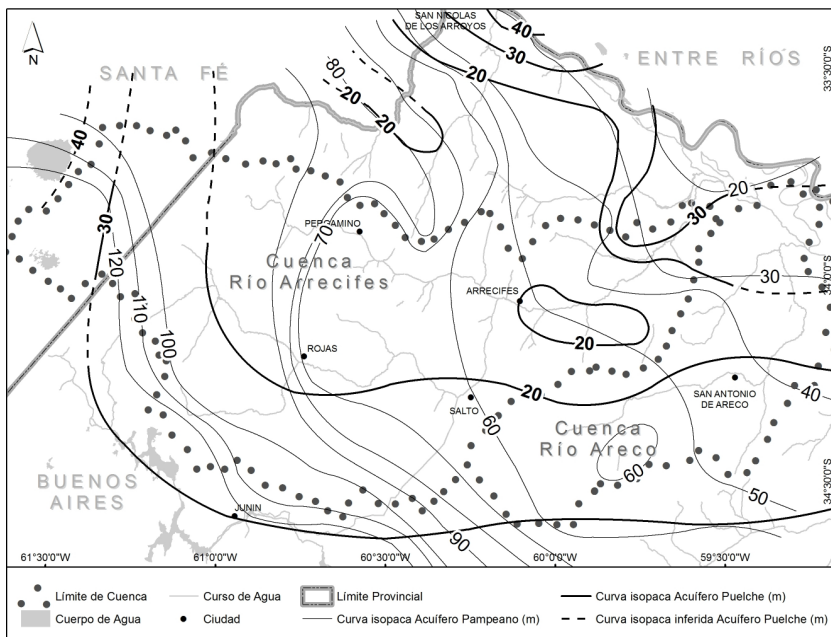 SAN NICOLAS
DE LOS ARROYOS
40
30
20
N
SANTA FÉ
ENTRE RÍOS
33°30'0"S
80
20
20
40
30
120
110
100
20
30
30
34°0'0"S
PERGAMINO
70
Cuenca
Río Arrecifes
ARRECIFES
20
ROJAS
20
SALTO
60
SAN ANTONIO
DE ARECO
40
Cuenca
Río Areco
60
50
34°30'0"S
BUENOS
AIRES
JUNIN
90
61°30'0"W
61°0'0"W
60°30'0"W
60°0'0"W
59°30'0"W
Límite de Cuenca
Curso de Agua
Límite Provincial
Curva isopaca Acuífero Puelche (m)
Cuerpo de Agua
Ciudad
Curva isopaca Acuífero Pampeano (m)
Curva isopaca inferida Acuífero Puelche (m)